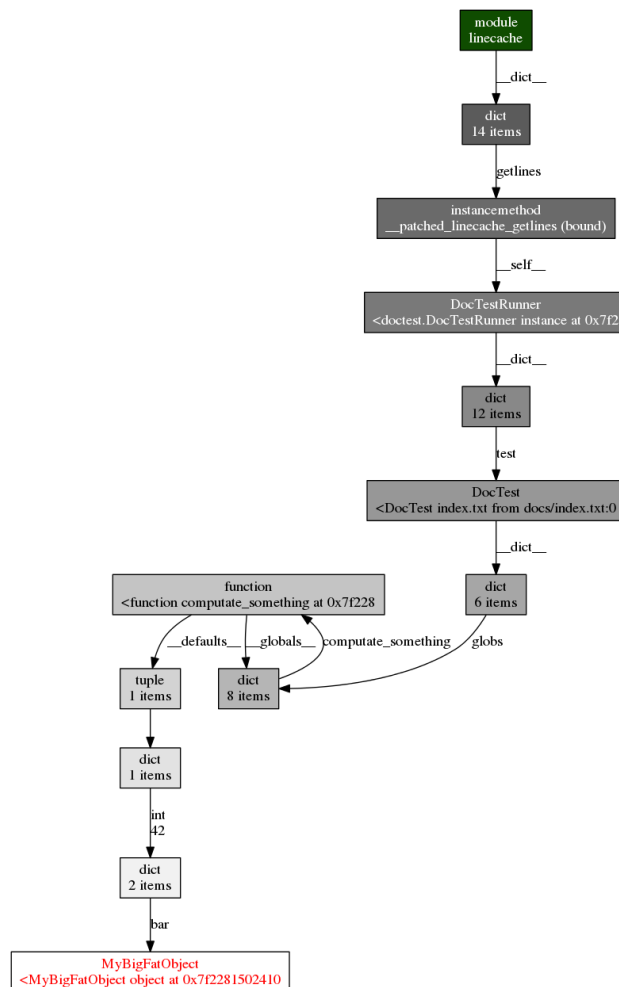 module
linecache
__dict__
dict
14 items
getlines
instancemethod
__patched_linecache_getlines (bound)
__self__
DocTestRunner
<doctest.DocTestRunner instance at 0x7f2
__dict__
dict
12 items
test
DocTest
<DocTest index.txt from docs/index.txt:0
__dict__
function
<function computate_something at 0x7f228
dict
6 items
__defaults__ __globals__ computate_something globs
tuple
1 items
dict
8 items
dict
1 items
int
42
dict
2 items
bar
MyBigFatObject
<MyBigFatObject object at 0x7f2281502410